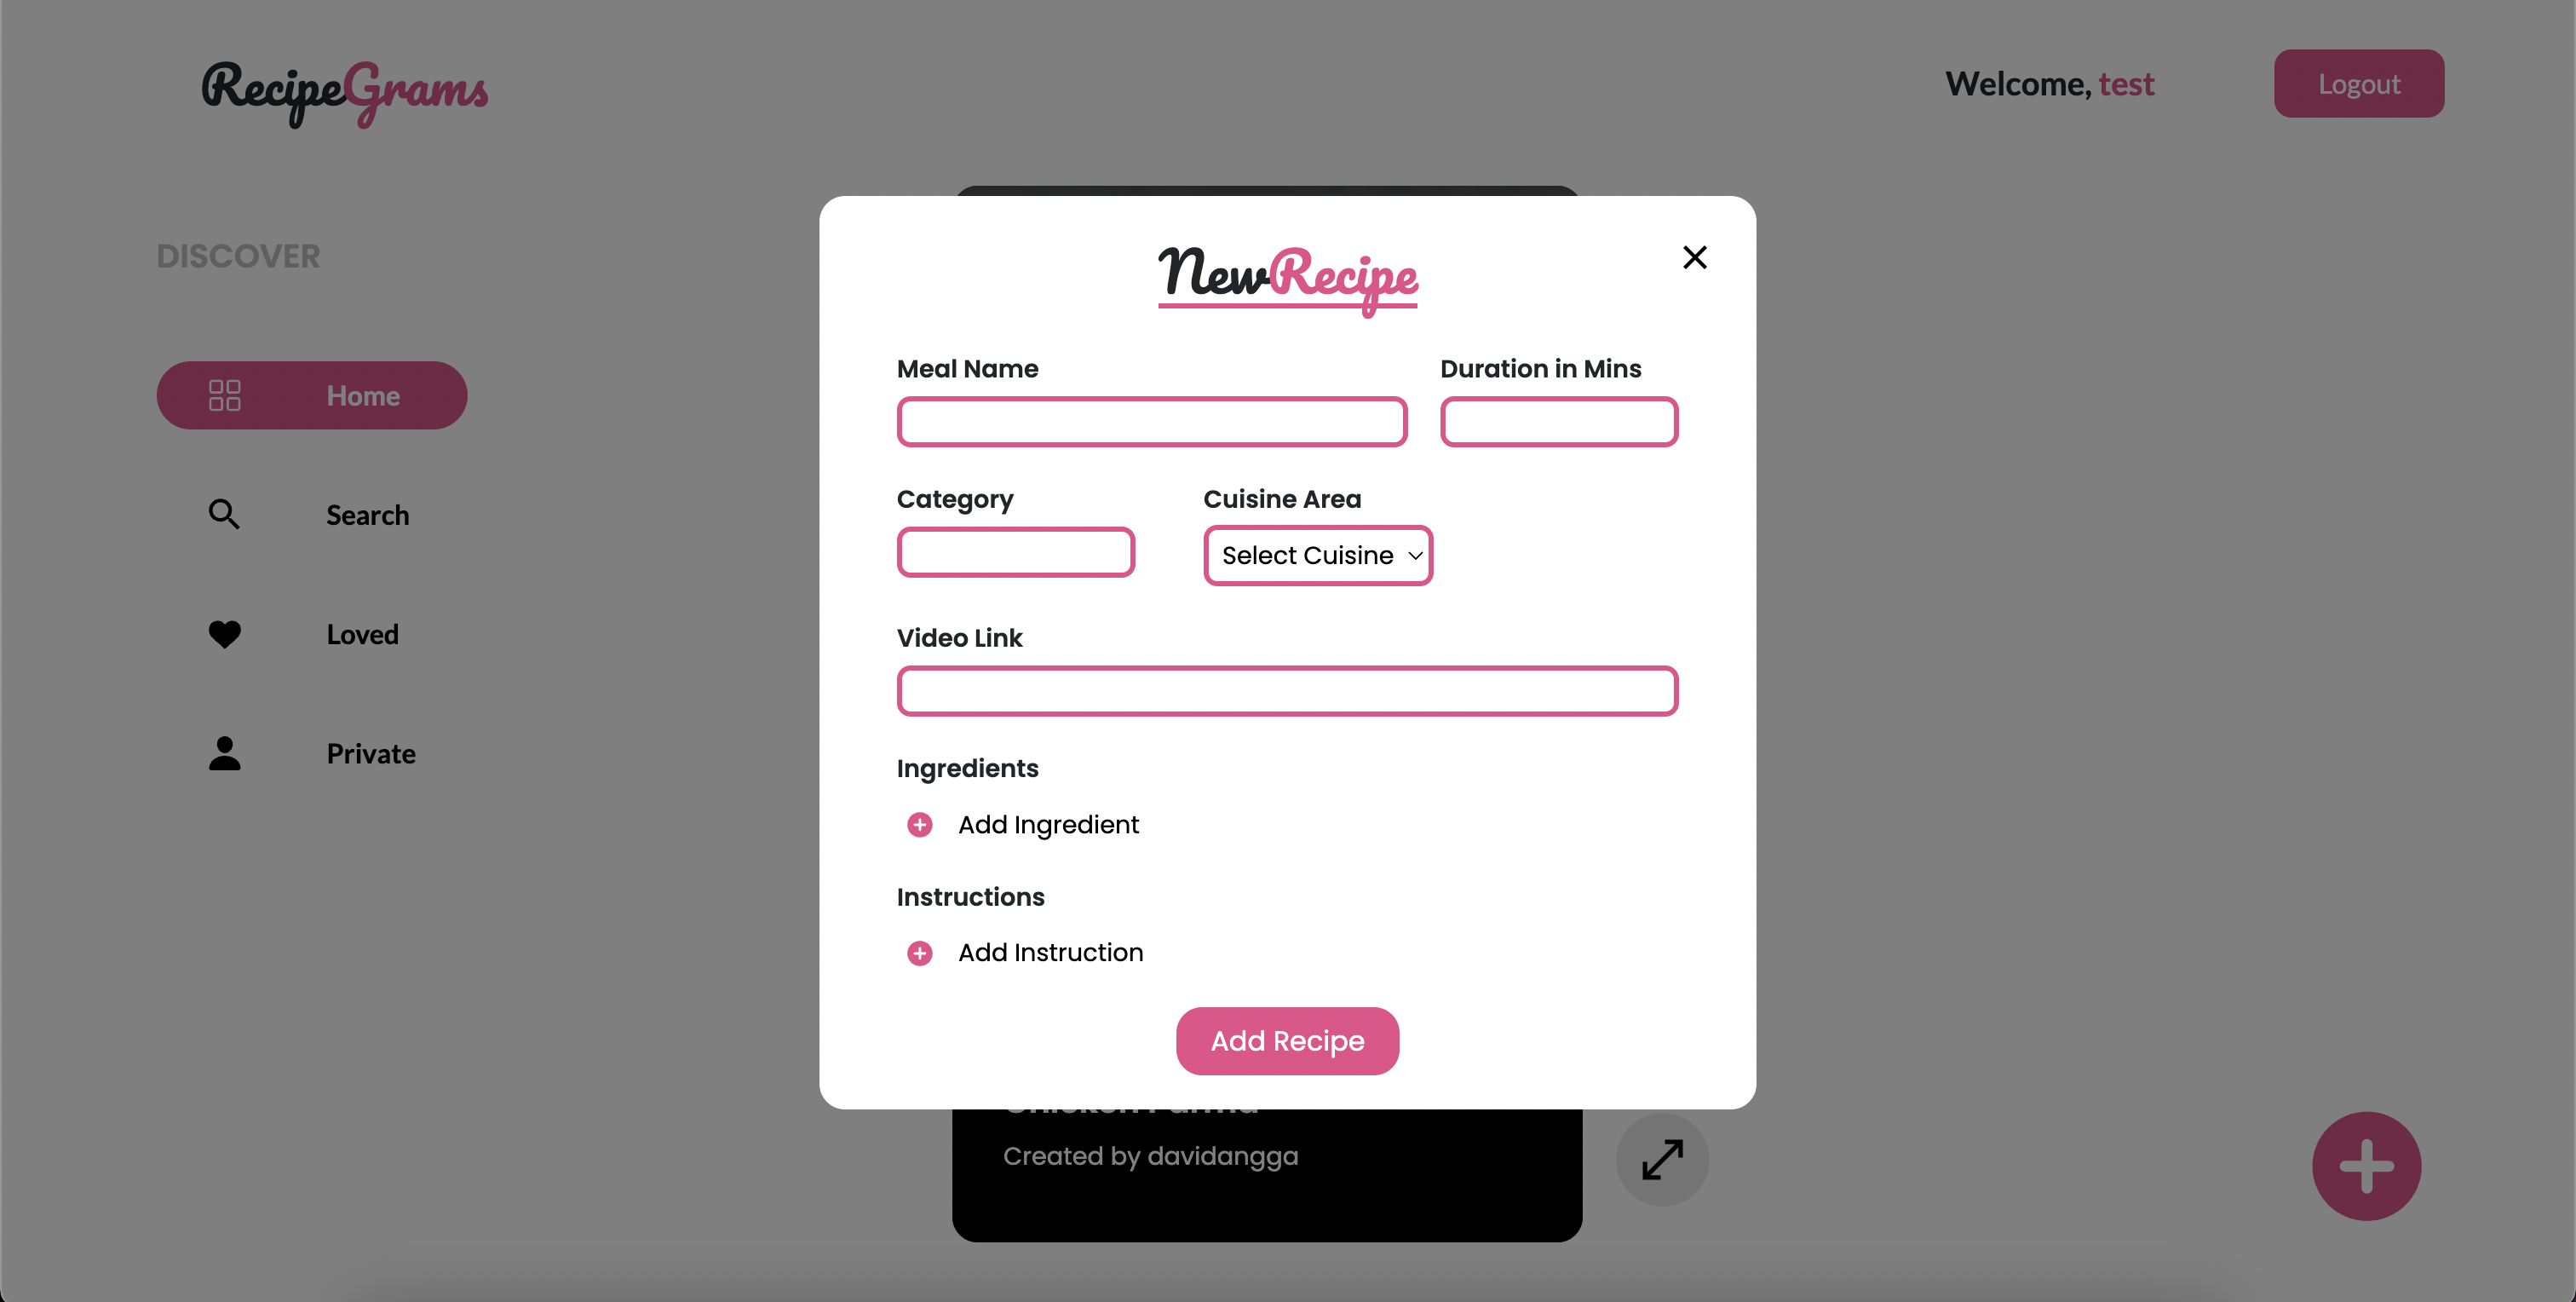 RecipeGrams
Welcome, test
Logout
DISCOVER
Home
Search
Loved
Private
NewRecipe
Meal Name
Duration in Mins
Category
Cuisine Area
Select Cuisine
Video Link
Ingredients
Add Ingredient
Instructions
Add Instruction
Add Recipe
Created by davidangga